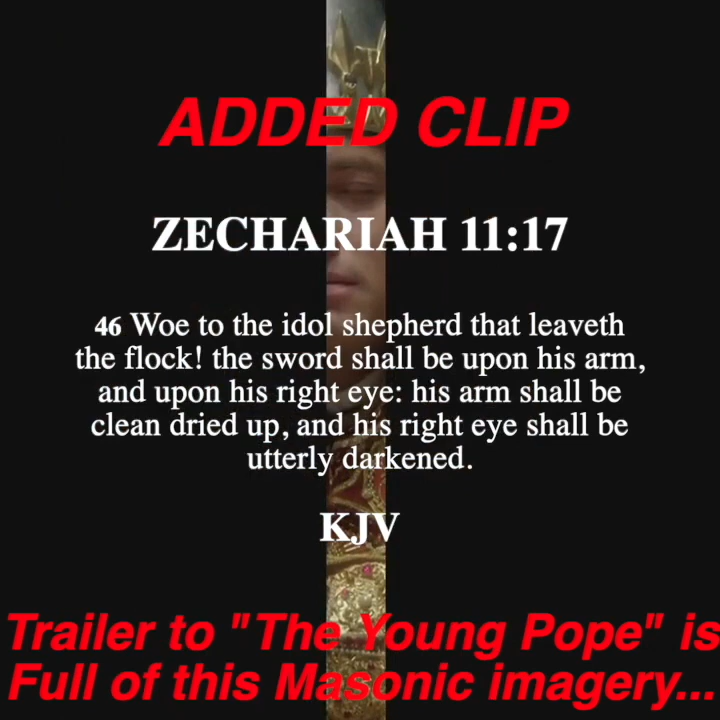 ADDED CLIP
ZECHARIAH 11:17
46 Woe to the idol shepherd that leaveth
the flock! the sword shall be upon his arm,
and upon his right eye: his arm shall be
clean dried up, and his right eye shall be
utterly darkened.
KJV
Trailer to "The Young Pope" is
Full of this Masonic imagery...